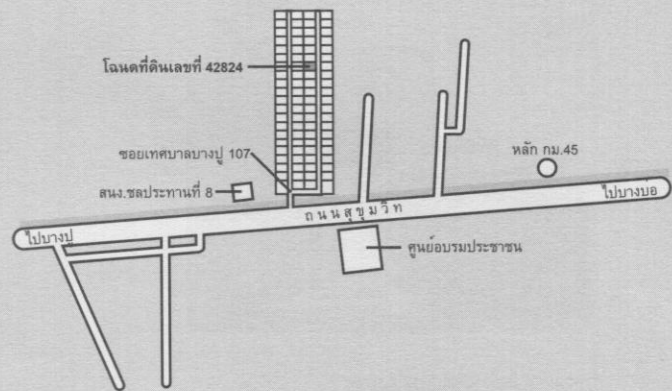 โฉนดที่ดินเลขที่ 42824
ซอยเทศบาลบางปู 107
หลัก กม.45
สนง.ชลประทานที่ 8
ไปบางบ่อ
ถนนสุขุมวิท
ไปบางปู
ศูนย์อบรมประชาชน